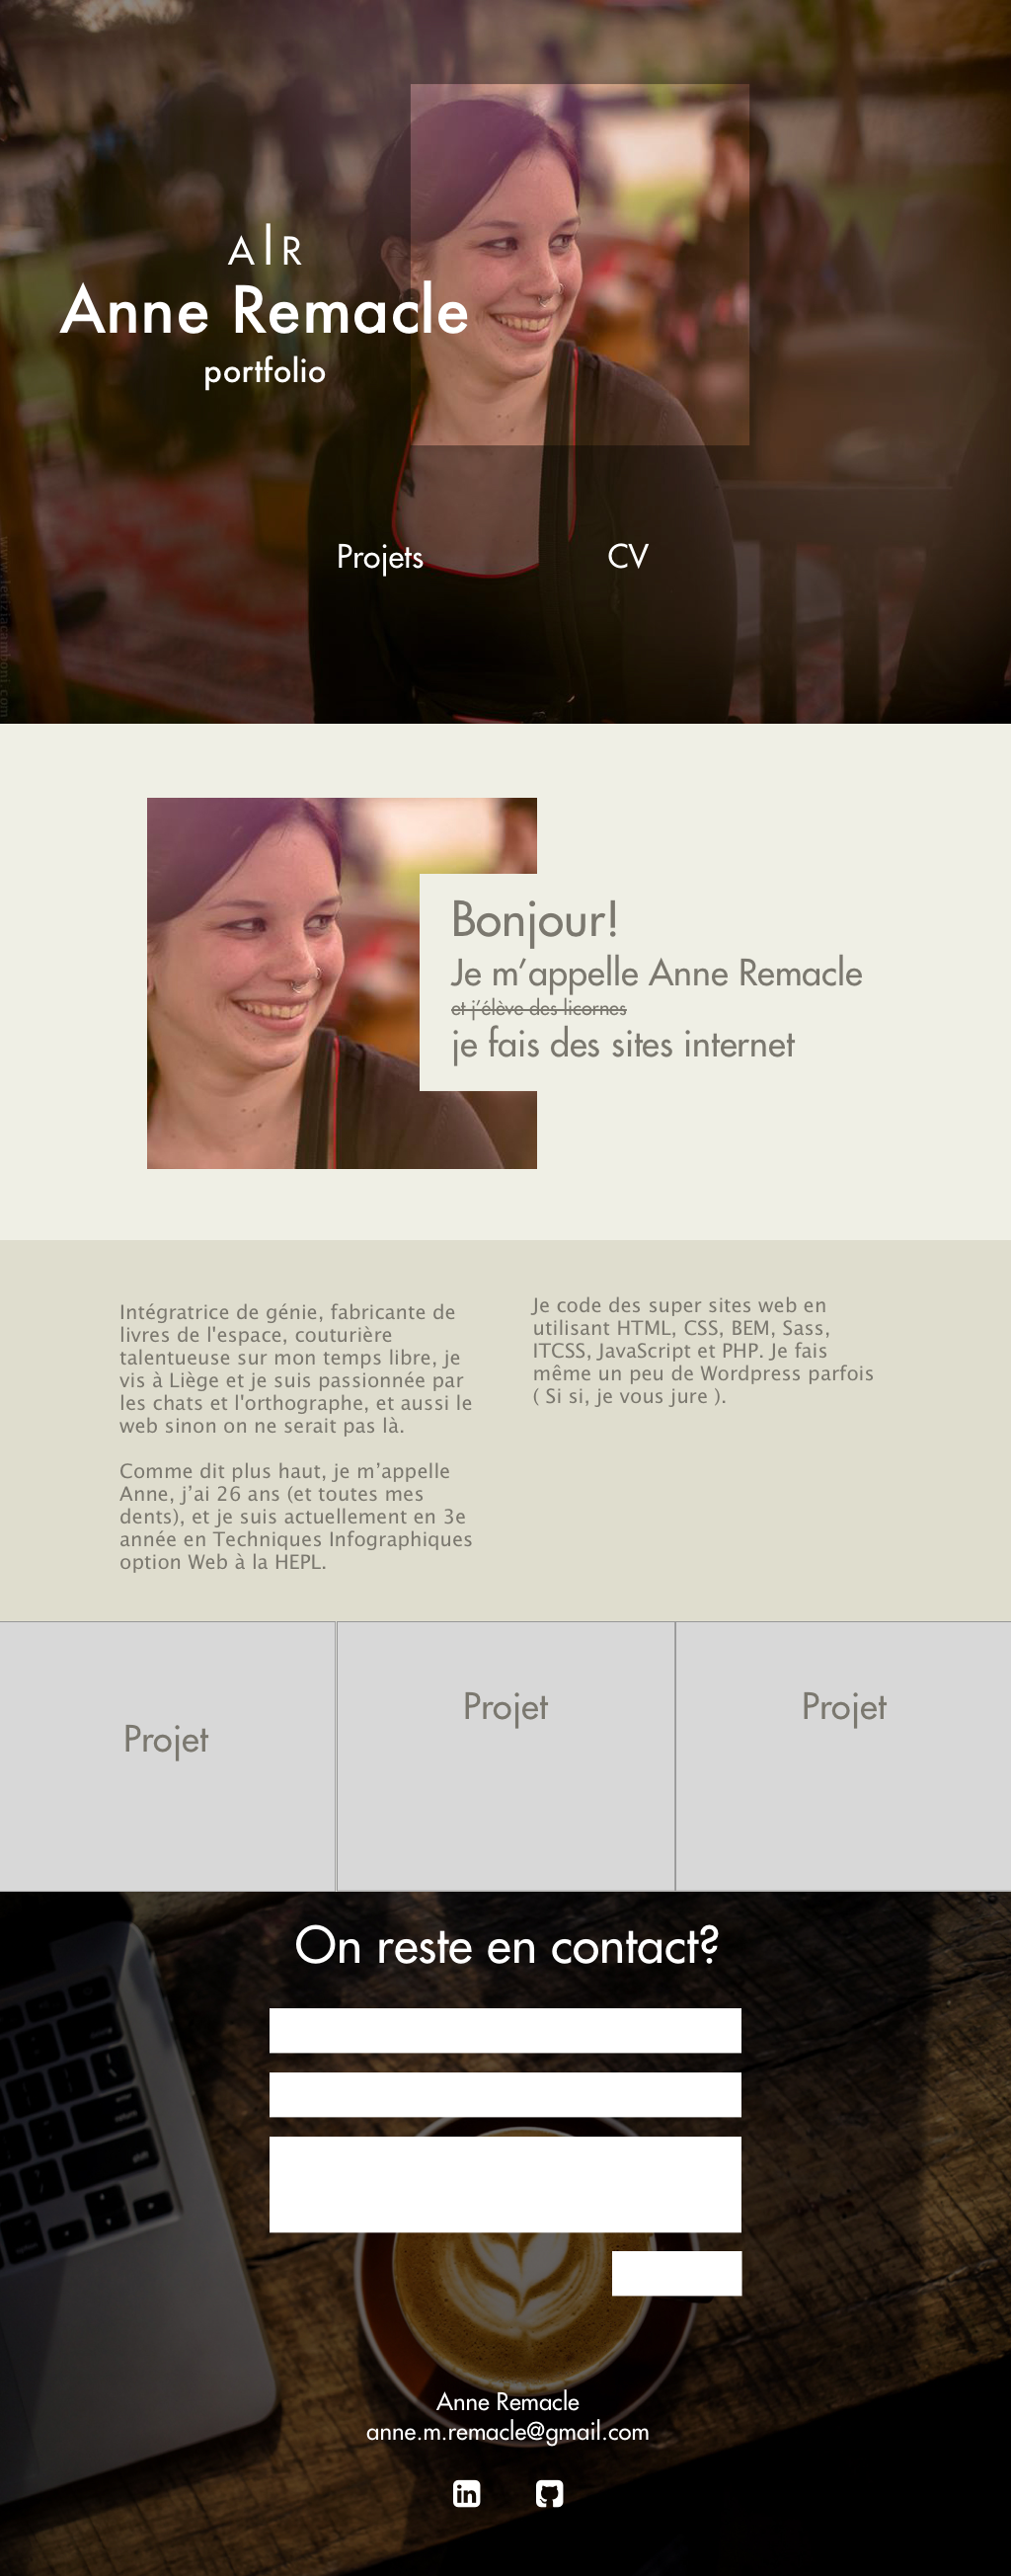 A|R
Anne Remacle
portfolio
Projets
CV
www.letiziacamboni.com
Bonjour!
Je m’appelle Anne Remacle
et j’élève des licornes
je fais des sites internet
Intégratrice de génie, fabricante de
livres de l'espace, couturière
talentueuse sur mon temps libre, je
vis à Liège et je suis passionnée par
les chats et l'orthographe, et aussi le
web sinon on ne serait pas là.
Comme dit plus haut, je m’appelle
Anne, j’ai 26 ans (et toutes mes
dents), et je suis actuellement en 3e
année en Techniques Infographiques
option Web à la HEPL.
Je code des super sites web en
utilisant HTML, CSS, BEM, Sass,
ITCSS, JavaScript et PHP. Je fais
même un peu de Wordpress parfois
( Si si, je vous jure ).
Projet
Projet
Projet
On reste en contact?
Anne Remacle
anne.m.remacle@gmail.com
in